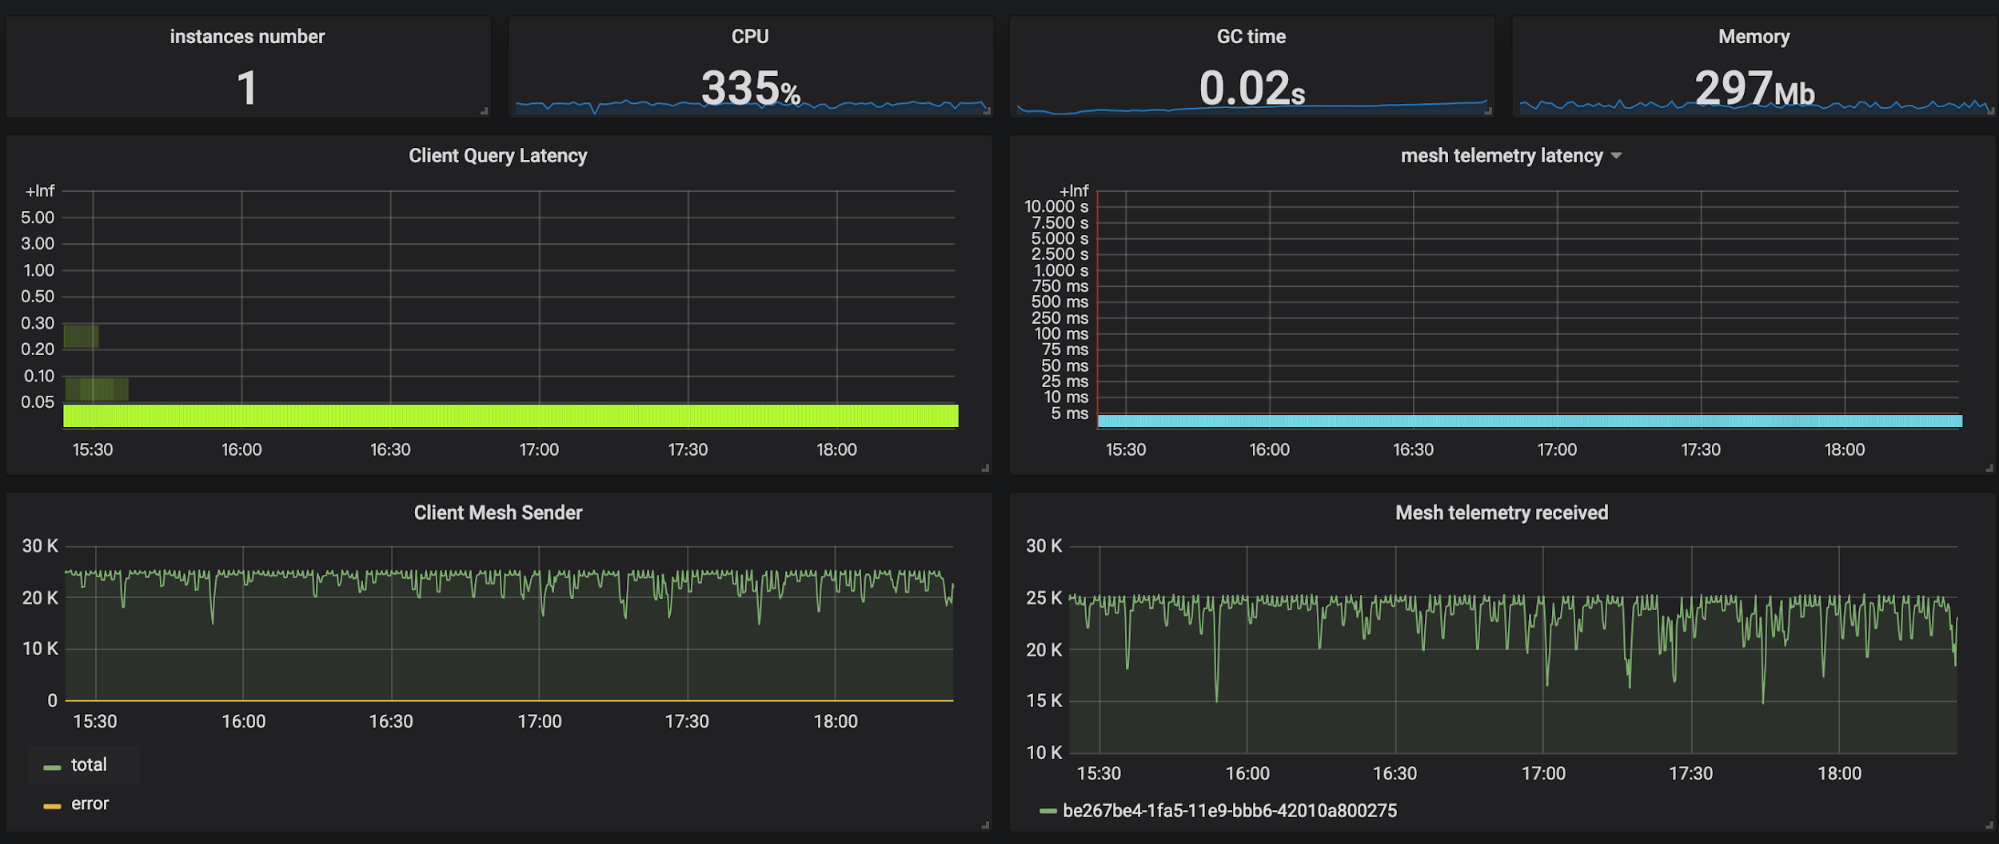 instances number
1
CPU
335%
GC time
0.02s
Memory
297Mb
Client Query Latency
+Inf
5.00
3.00
1.00
0.50
0.30
0.20
0.10
0.05
15:30 16:00 16:30 17:00 17:30 18:00
mesh telemetry latency
+Inf
10.000 s
7.500 s
5.000 s
2.500 s
1.000 s
750 ms
500 ms
250 ms
100 ms
75 ms
50 ms
25 ms
10 ms
5 ms
15:30 16:00 16:30 17:00 17:30 18:00
Client Mesh Sender
30 K
20 K
10 K
0
15:30 16:00 16:30 17:00 17:30 18:00
total
error
Mesh telemetry received
30 K
25 K
20 K
15 K
10 K
15:30 16:00 16:30 17:00 17:30 18:00
be267be4-1fa5-11e9-bbb6-42010a800275